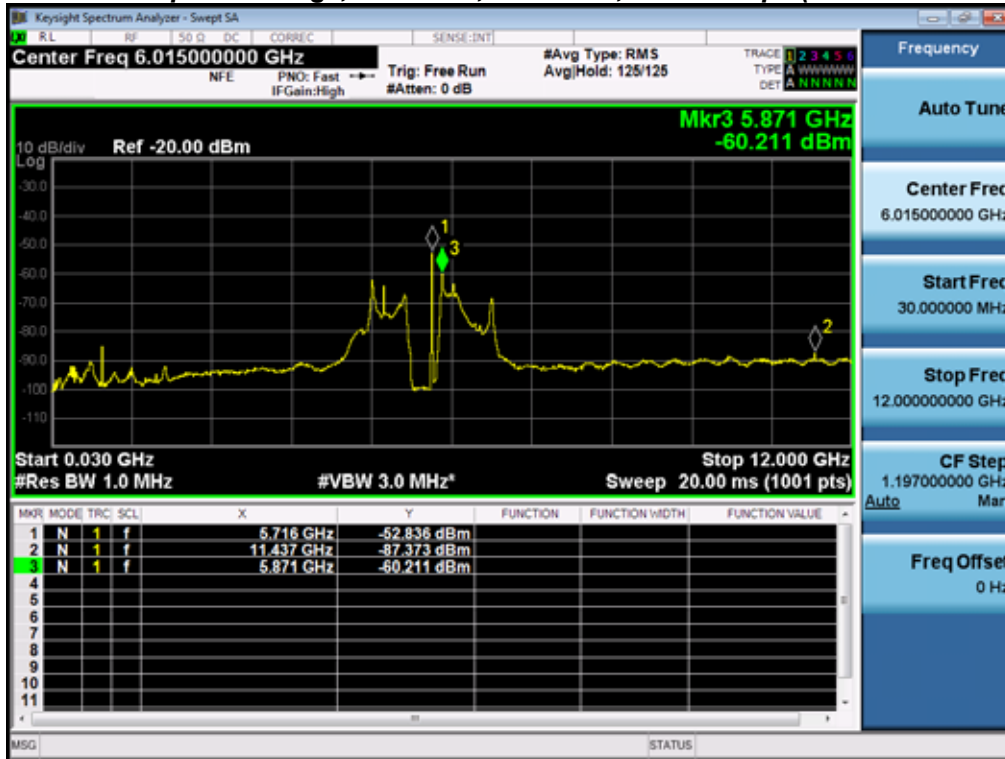 Keysight Spectrum Analyzer - Swept SA
RL RF 50 Ω DC CORREC SENSE:INT
Center Freq 6.015000000 GHz
NFE PNO: Fast Trig: Free Run #Avg Type: RMS TRACE 1 2 3 4 5 6
IFGain:High #Atten: 0 dB Avg|Hold: 125/125 TYPE A WWWWW
DET A N N N N N
Mkr3 5.871 GHz
-60.211 dBm
10 dB/div Ref -20.00 dBm
Log
-30.0
-40.0
-50.0
-60.0
-70.0
-80.0
-90.0
-100
-110
1
3
2
Start 0.030 GHz Stop 12.000 GHz
#Res BW 1.0 MHz #VBW 3.0 MHz* Sweep 20.00 ms (1001 pts)
MKR MODE TRC SCL X Y FUNCTION FUNCTION WIDTH FUNCTION VALUE
1 N 1 f 5.716 GHz -52.836 dBm
2 N 1 f 11.437 GHz -87.373 dBm
3 N 1 f 5.871 GHz -60.211 dBm
4
5
6
7
8
9
10
11
MSG STATUS
Frequency
Auto Tune
Center Freq
6.015000000 GHz
Start Freq
30.000000 MHz
Stop Freq
12.000000000 GHz
CF Step
1.197000000 GHz
Auto Man
Freq Offset
0 Hz